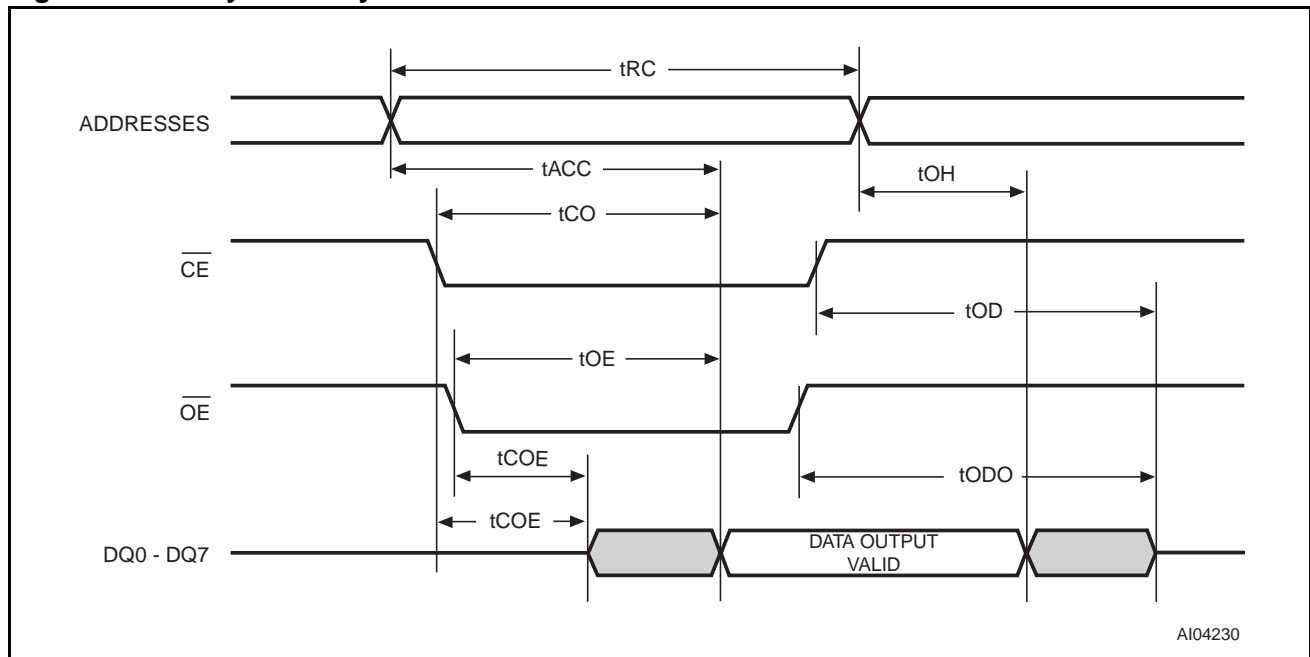 tRC
ADDRESSES
tACC
tOH
tCO
CE
tOD
tOE
OE
tCOE
tODO
tCOE
DQ0 - DQ7
DATA OUTPUT
VALID
AI04230